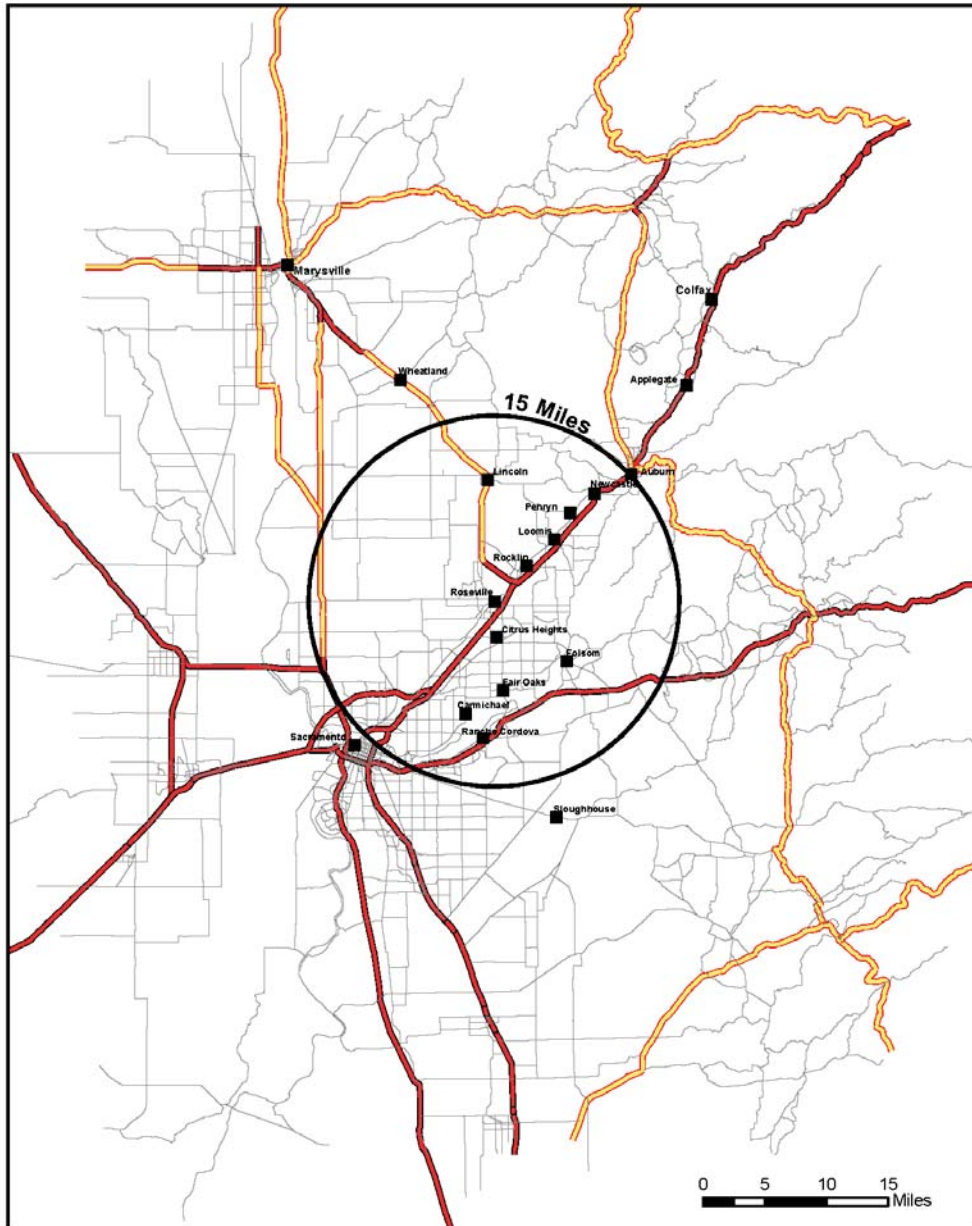 Marysville
Colfax
Wheatland
Applegate
15 Miles
Lincoln
Auburn
Newcastle
Penryn
Loomis
Rocklin
Roseville
Citrus Heights
Folsom
Fair Oaks
Carmichael
Sacramento
Rancho Cordova
Sloughhouse
0 5 10 15
Miles